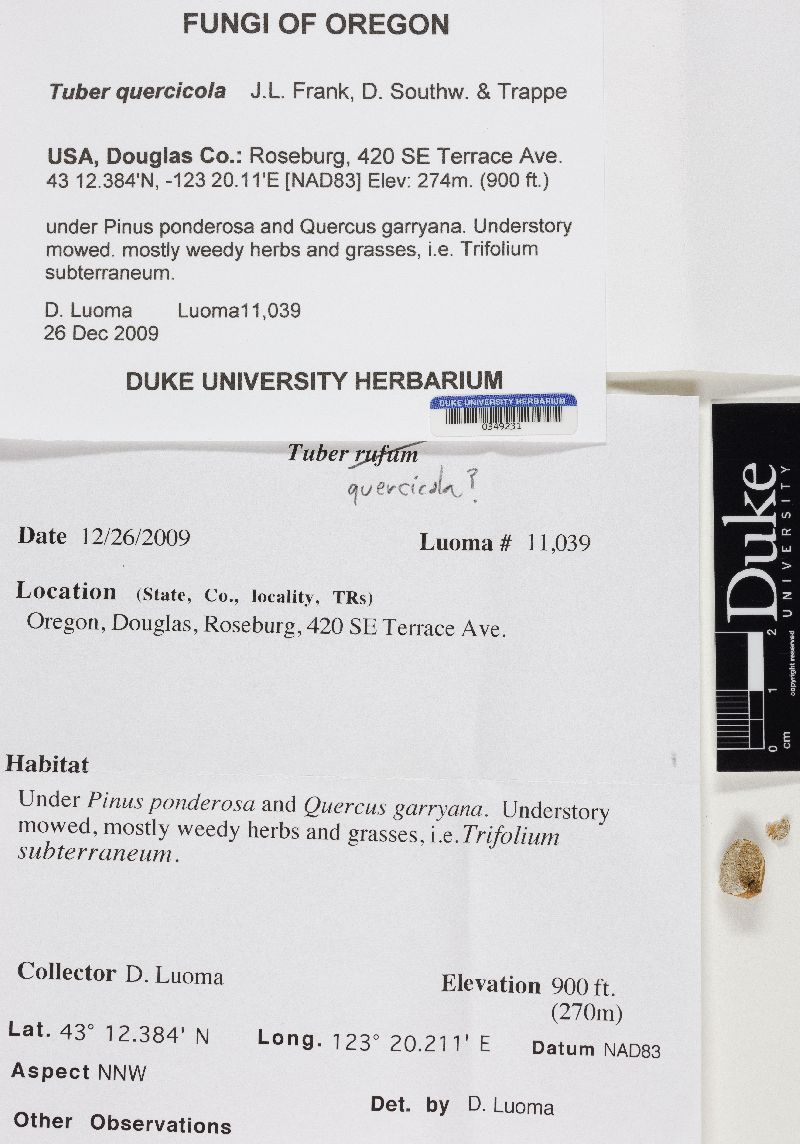 FUNGI OF OREGON
Tuber quercicola J.L. Frank, D. Southw. & Trappe
USA, Douglas Co.: Roseburg, 420 SE Terrace Ave.
43 12.384'N, -123 20.11'E [NAD83] Elev: 274m. (900 ft.)
under Pinus ponderosa and Quercus garryana. Understory
mowed. mostly weedy herbs and grasses, i.e. Trifolium
subterraneum.
D. Luoma Luoma11,039
26 Dec 2009
DUKE UNIVERSITY HERBARIUM
DUKE UNIVERSITY HERBARIUM
0349231
Tuber rufum
quercicola?
Date 12/26/2009 Luoma # 11,039
Location (State, Co., locality, TRs)
Oregon, Douglas, Roseburg, 420 SE Terrace Ave.
Habitat
Under Pinus ponderosa and Quercus garryana. Understory
mowed, mostly weedy herbs and grasses, i.e. Trifolium
subterraneum.
Collector D. Luoma Elevation 900 ft.
(270m)
Lat. 43° 12.384' N Long. 123° 20.211' E Datum NAD83
Aspect NNW
Det. by D. Luoma
Other Observations
Duke
UNIVERSITY
0 1 2
cm
copyright reserved